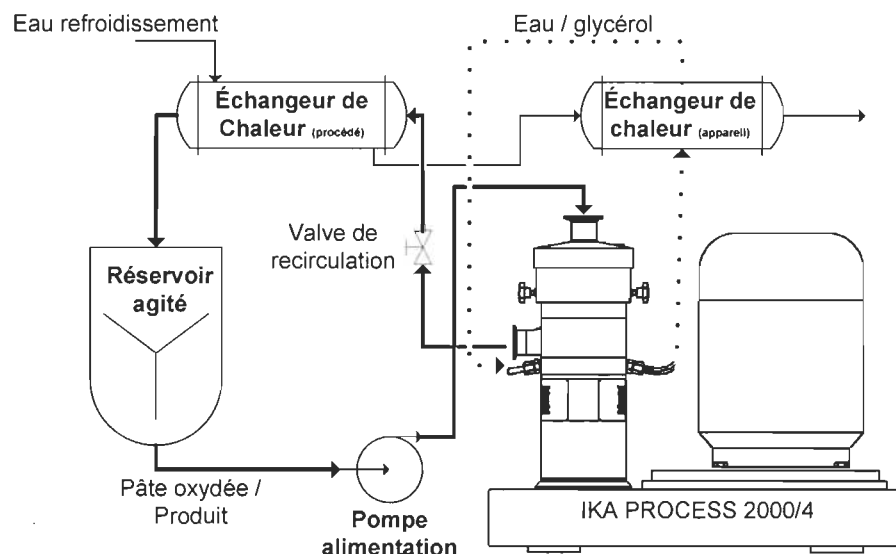 Eau refroidissement
Eau / glycérol
Échangeur de
Chaleur (procédé)
Échangeur de
chaleur (appareil)
Valve de
recirculation
Réservoir
agité
Pâte oxydée /
Produit
Pompe
alimentation
IKA PROCESS 2000/4